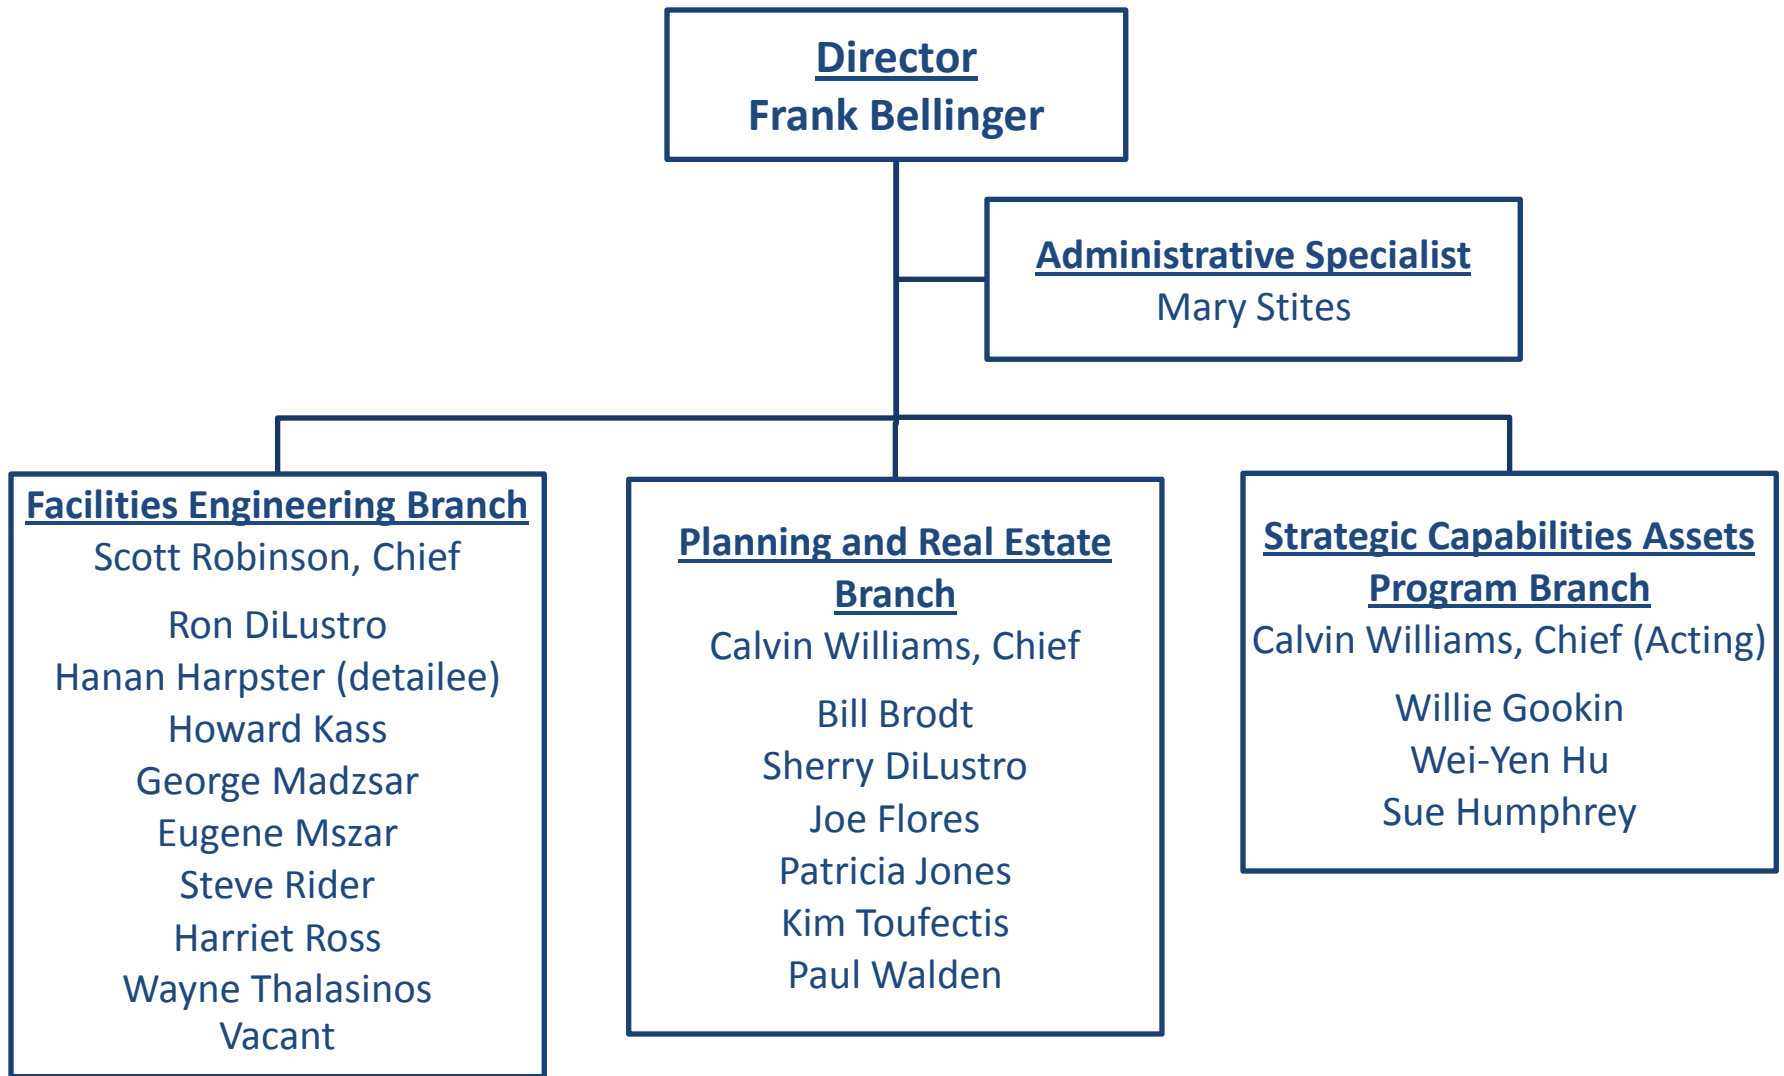 Director
Frank Bellinger
Administrative Specialist
Mary Stites
Facilities Engineering Branch
Scott Robinson, Chief
Ron DiLustro
Hanan Harpster (detailee)
Howard Kass
George Madzsar
Eugene Mszar
Steve Rider
Harriet Ross
Wayne Thalasinos
Vacant
Planning and Real Estate
Branch
Calvin Williams, Chief
Bill Brodt
Sherry DiLustro
Joe Flores
Patricia Jones
Kim Toufectis
Paul Walden
Strategic Capabilities Assets
Program Branch
Calvin Williams, Chief (Acting)
Willie Gookin
Wei-Yen Hu
Sue Humphrey